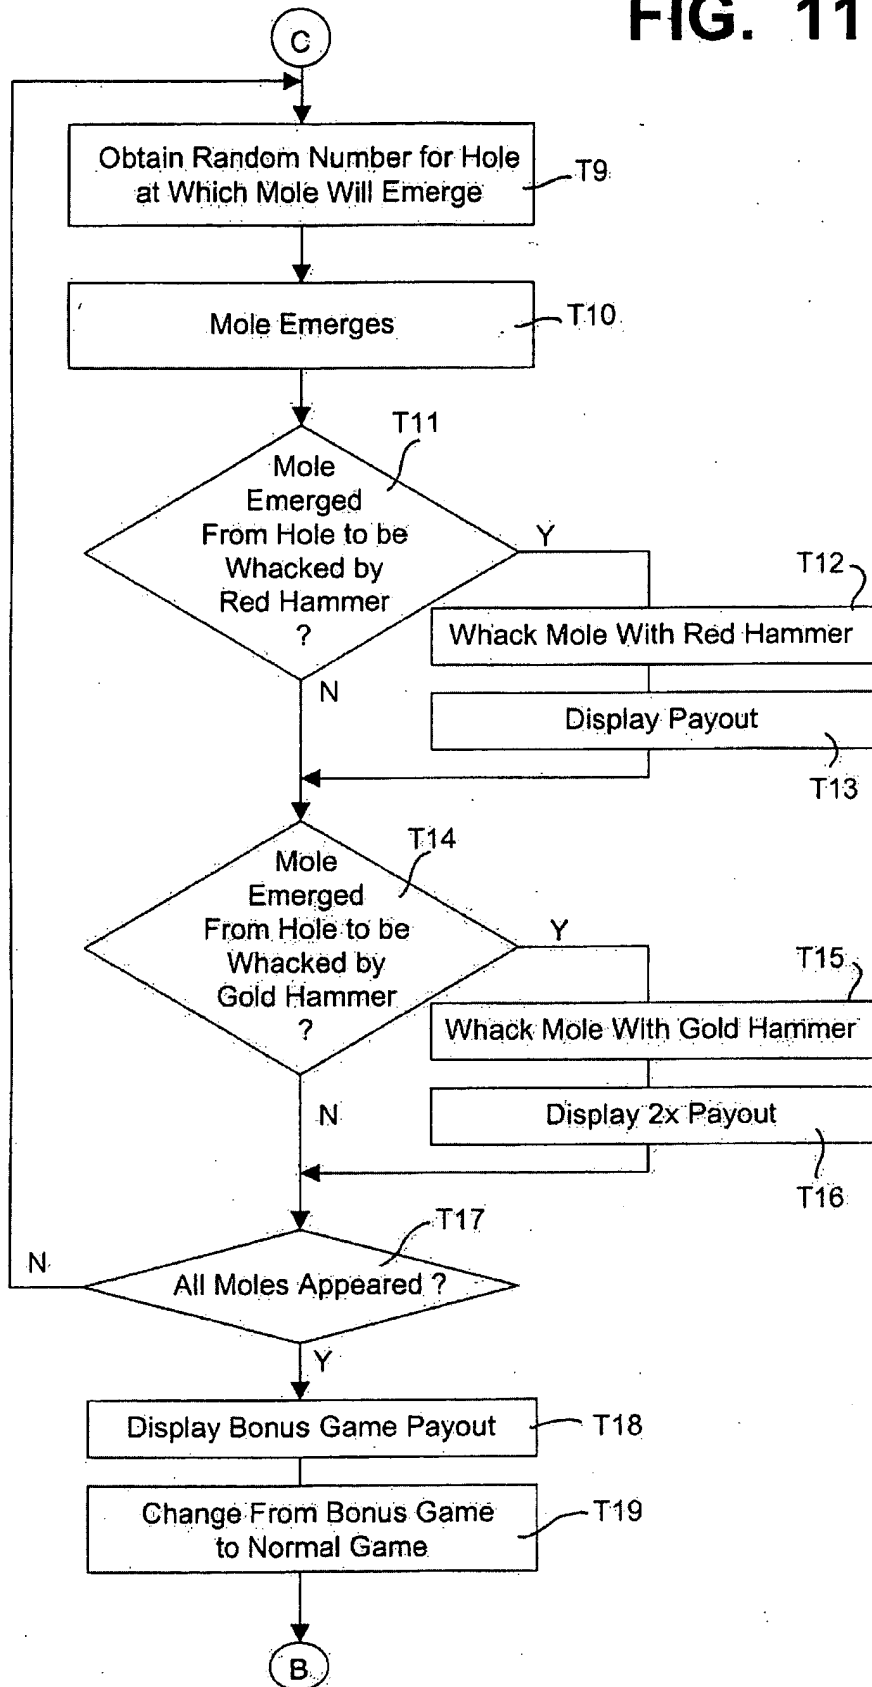 FIG. 11
C
Obtain Random Number for Hole
at Which Mole Will Emerge
T9
Mole Emerges
T10
T11
Mole
Emerged
From Hole to be
Whacked by
Red Hammer
?
Y
N
T12
Whack Mole With Red Hammer
Display Payout
T13
T14
Mole
Emerged
From Hole to be
Whacked by
Gold Hammer
?
Y
N
T15
Whack Mole With Gold Hammer
Display 2x Payout
T16
T17
All Moles Appeared ?
N
Y
Display Bonus Game Payout
T18
Change From Bonus Game
to Normal Game
T19
B